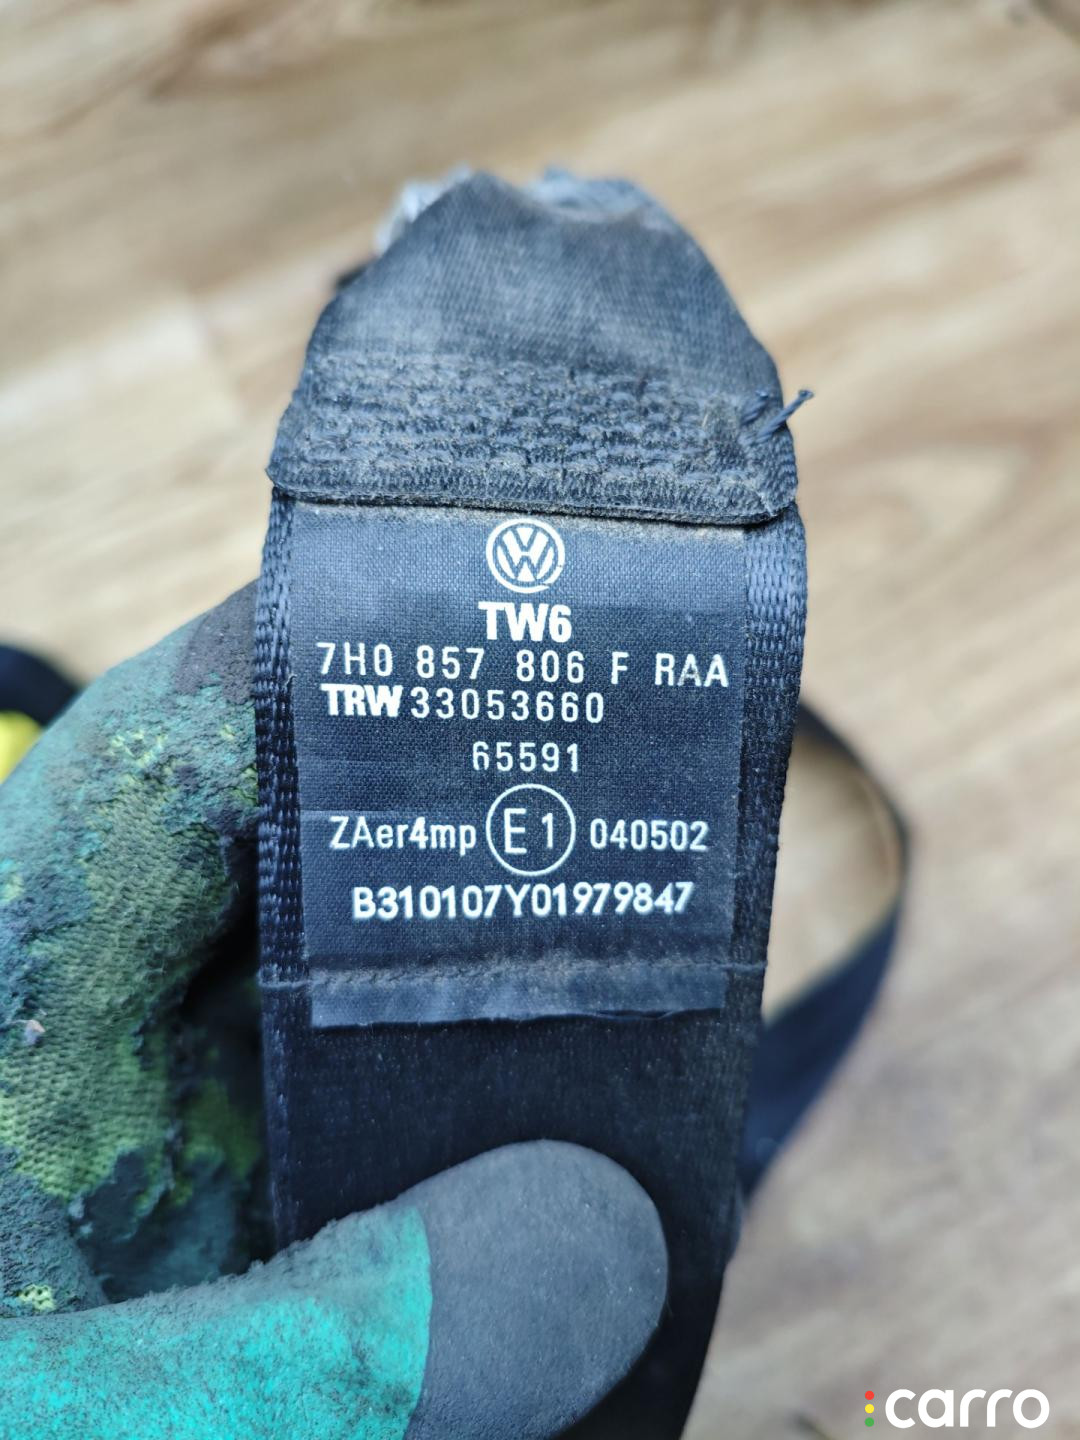 TW6
7H0 857 806 F RAA
TRW 33053660
65591
ZAer4mp E1 040502
B310107Y01979847
carro